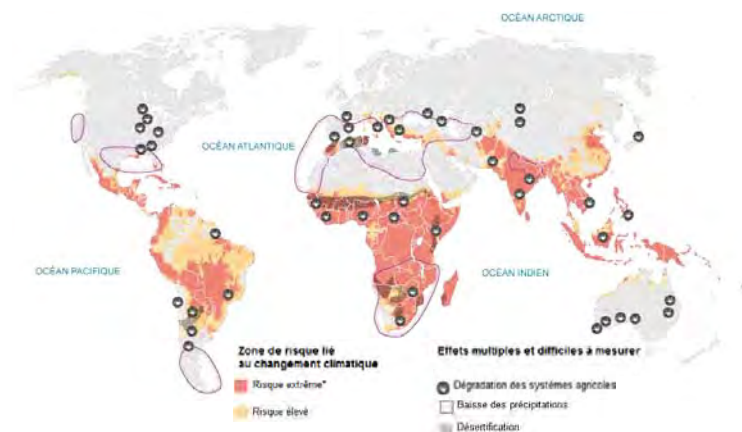 OCÉAN ARCTIQUE
OCÉAN ATLANTIQUE
OCÉAN PACIFIQUE
OCÉAN INDIEN
Zone de risque lié
au changement climatique
Risque extrême*
Risque élevé
Effets multiples et difficiles à mesurer
Dégradation des systèmes agricoles
Baisse des précipitations
Désertification